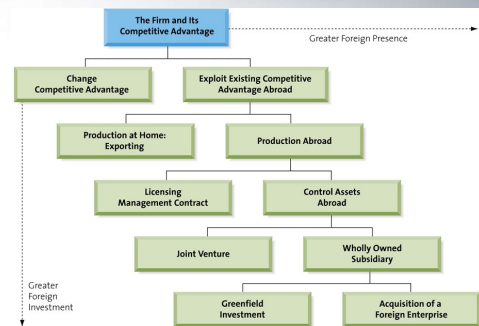 The Firm and Its
Competitive Advantage
Greater Foreign Presence
Change
Competitive Advantage
Exploit Existing Competitive
Advantage Abroad
Production at Home:
Exporting
Production Abroad
Licensing
Management Contract
Control Assets
Abroad
Joint Venture
Wholly Owned
Subsidiary
Greater
Foreign
Investment
Greenfield
Investment
Acquisition of a
Foreign Enterprise